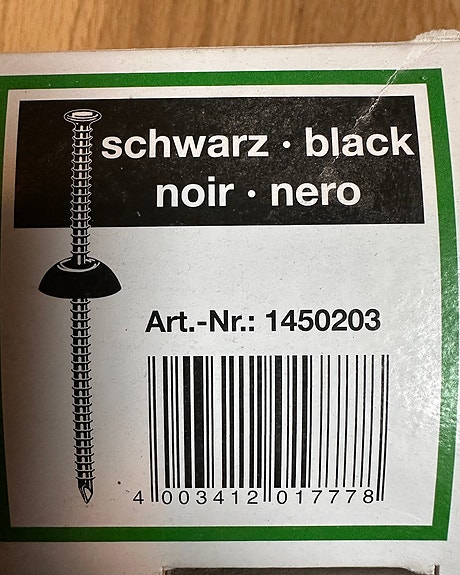 schwarz · black
noir · nero
Art.-Nr.: 1450203
4 003412 017778